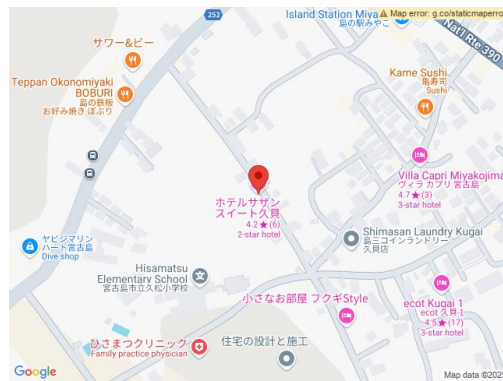 252
Island Station Miya
島の駅みやこ
Map error: g.co/staticmaperro
Nat'l Rte.390
サワー&ビー
Teppan Okonomiyaki
BOBURI
島の鉄板
お好み焼き ぼぶり
Kame Sushi
亀寿司
Sushi
Villa Capri Miyakojima
ヴィラ カプリ 宮古島
4.7★(3)
3-star hotel
ホテルサザン
スイート久貝
4.2★(6)
2-star hotel
ヤビジマリン
ハート宮古島
Dive shop
Shimasan Laundry Kugai
島三コインランドリー
久貝店
Hisamatsu
Elementary School
宮古島市立久松小学校
小さなお部屋 フクギStyle
ecot Kugai 1
ecot 久貝 1
4.5★(17)
3-star hotel
ひさまつクリニック
Family practice physician
住宅の設計と施工
Google
Map data ©2025